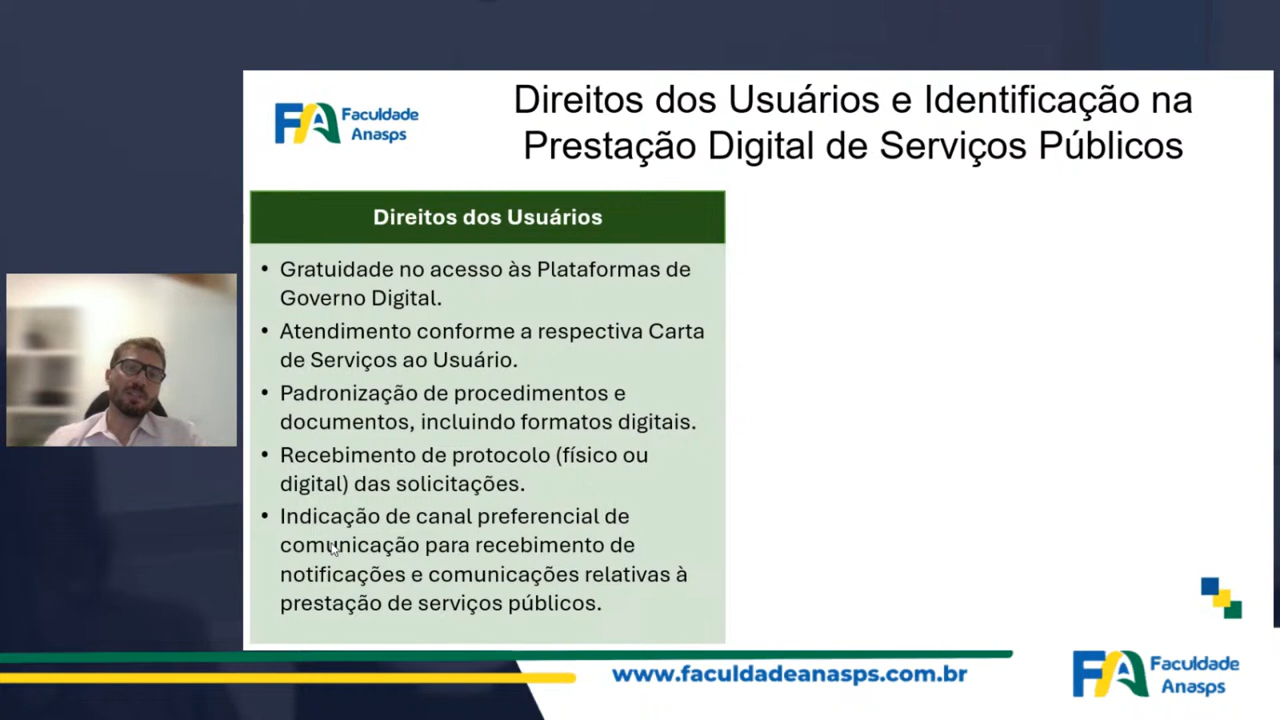 FA Faculdade
Anasps
Direitos dos Usuários e Identificação na
Prestação Digital de Serviços Públicos
Direitos dos Usuários
• Gratuidade no acesso às Plataformas de
Governo Digital.
• Atendimento conforme a respectiva Carta
de Serviços ao Usuário.
• Padronização de procedimentos e
documentos, incluindo formatos digitais.
• Recebimento de protocolo (físico ou
digital) das solicitações.
• Indicação de canal preferencial de
comunicação para recebimento de
notificações e comunicações relativas à
prestação de serviços públicos.
www.faculdadeanasps.com.br
FA Faculdade
Anasps